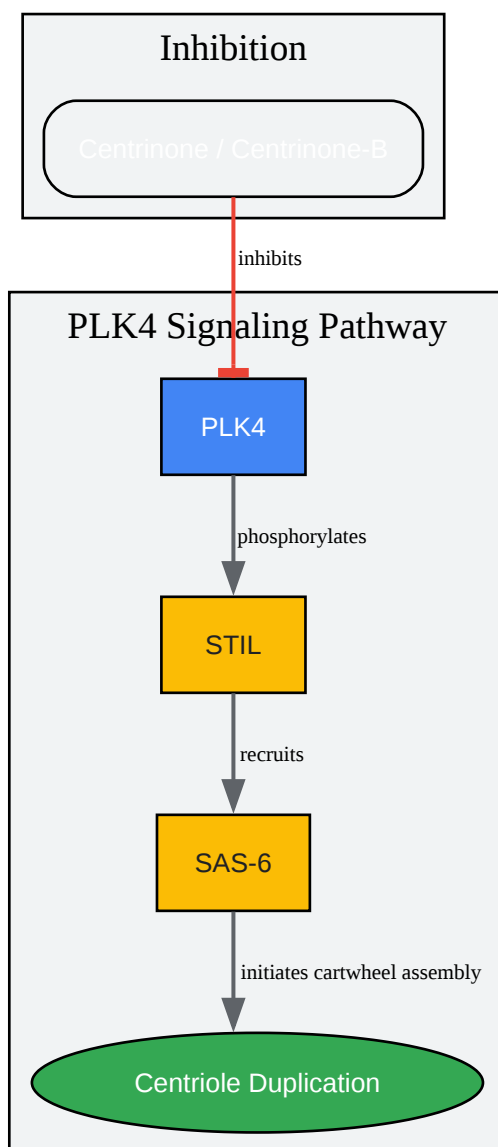 Inhibition
Centrinone / Centrinone-B
inhibits
PLK4 Signaling Pathway
PLK4
phosphorylates
STIL
recruits
SAS-6
initiates cartwheel assembly
Centriole Duplication